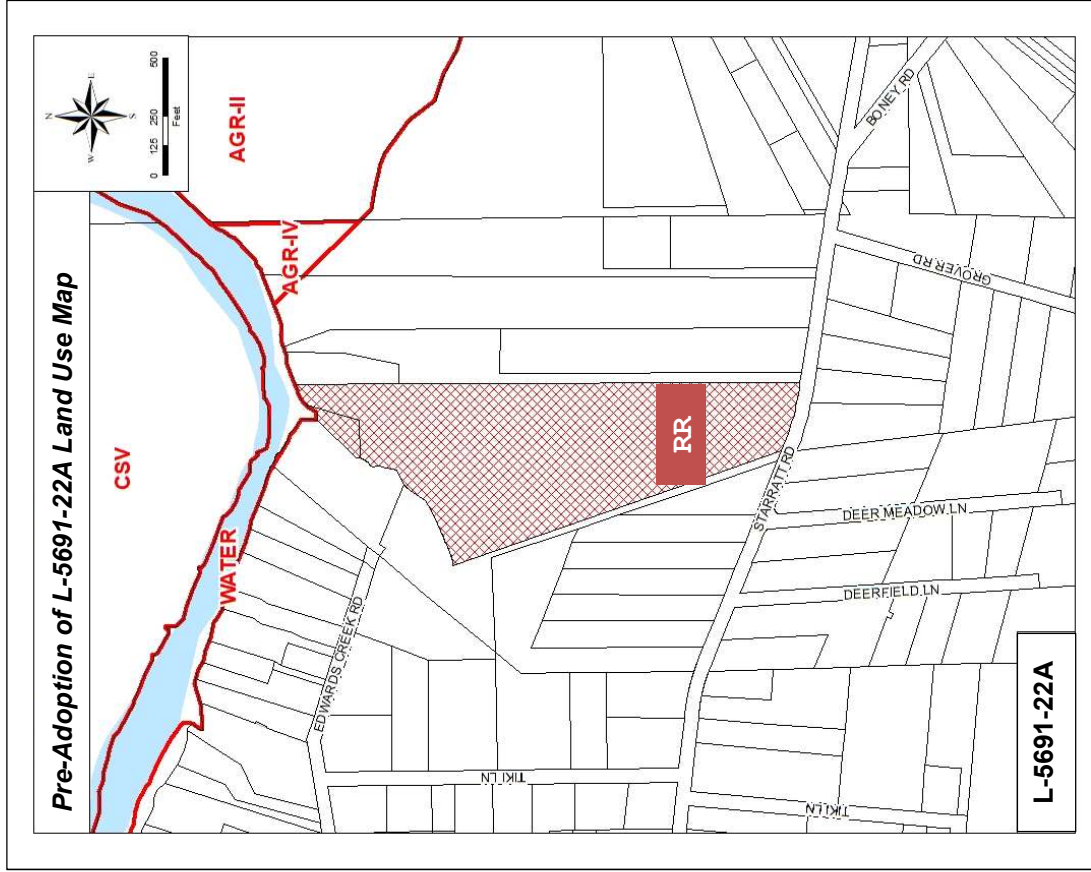 Pre-Adoption of L-5691-22A Land Use Map
N
W
E
S
0 125 250 500
Feet
AGR-II
AGR-IV
CSV
WATER
RR
BONEY RD
GROVER RD
STARRATT RD
DEER MEADOW LN
DEERFIELD LN
EDWARDS CREEK RD
TIKI LN
TIKI LN
L-5691-22A